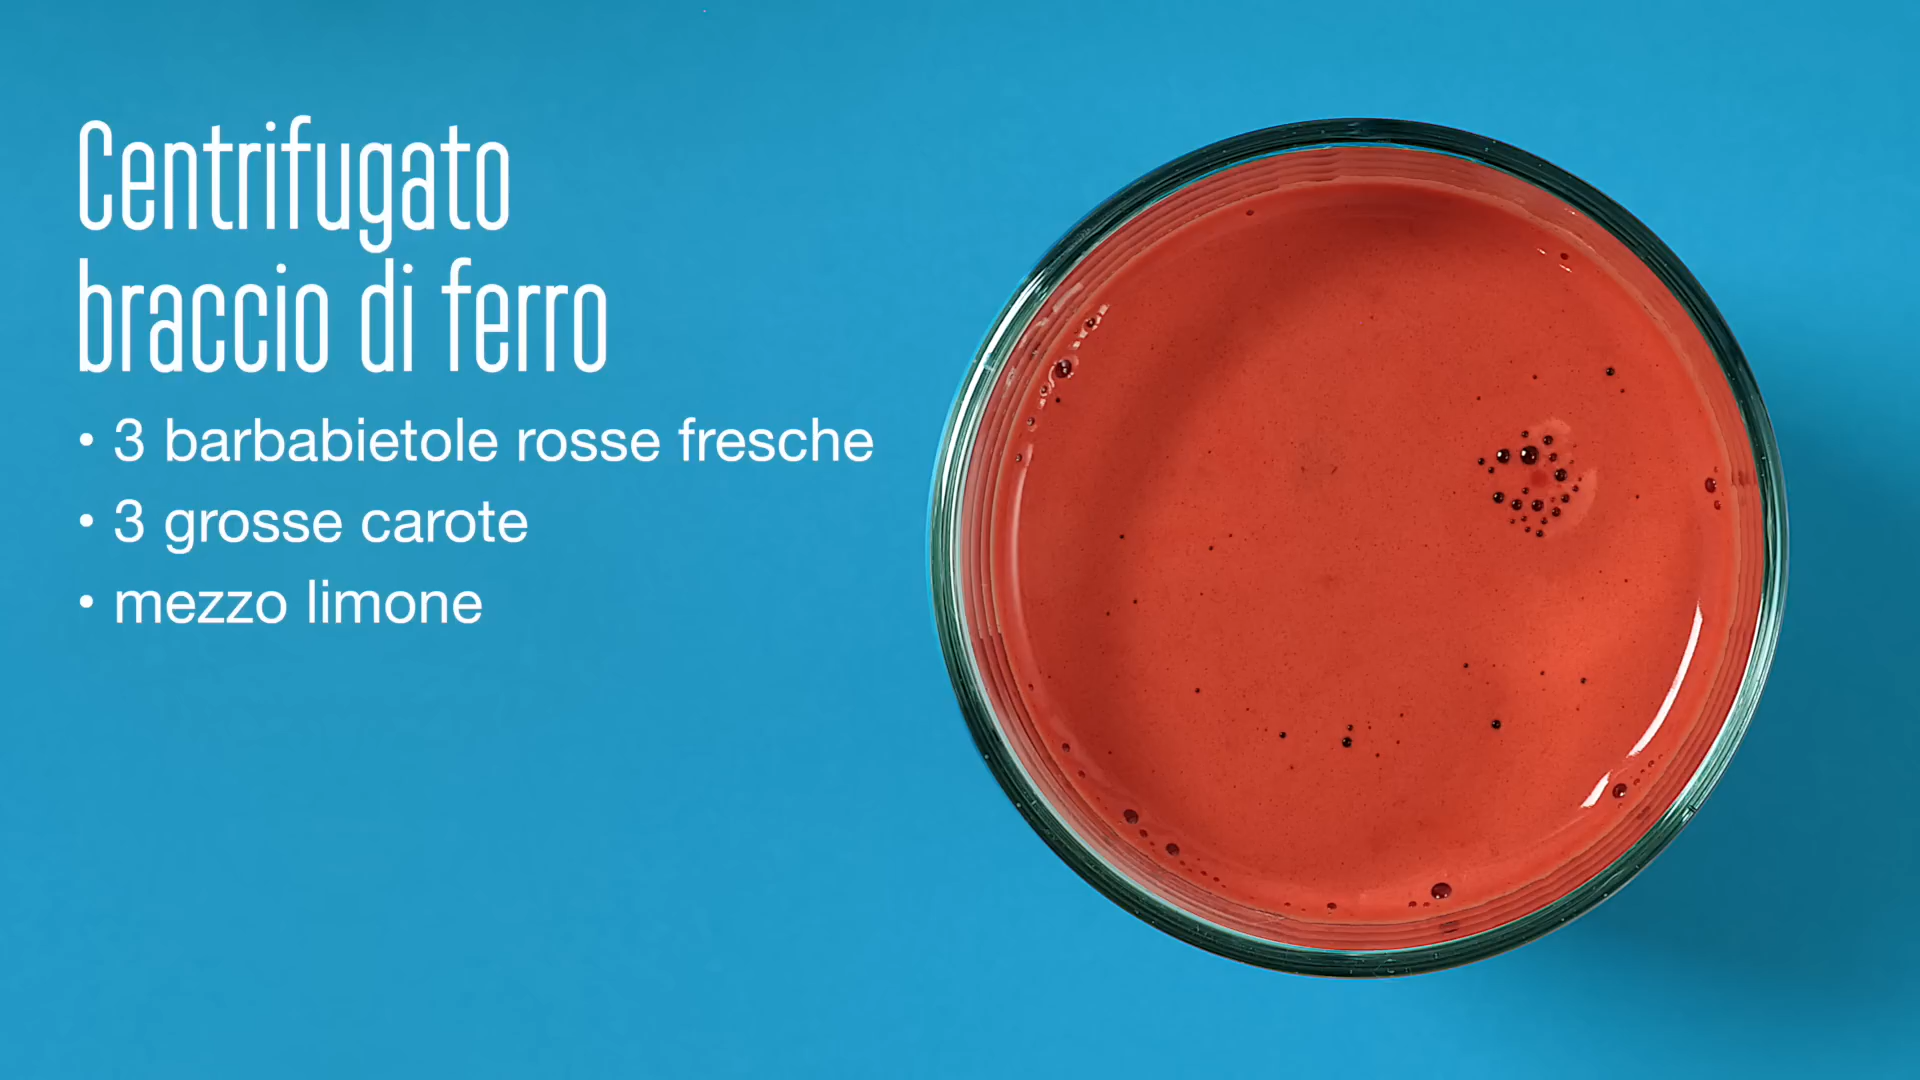 Centrifugato
braccio di ferro
• 3 barbabietole rosse fresche
• 3 grosse carote
• mezzo limone